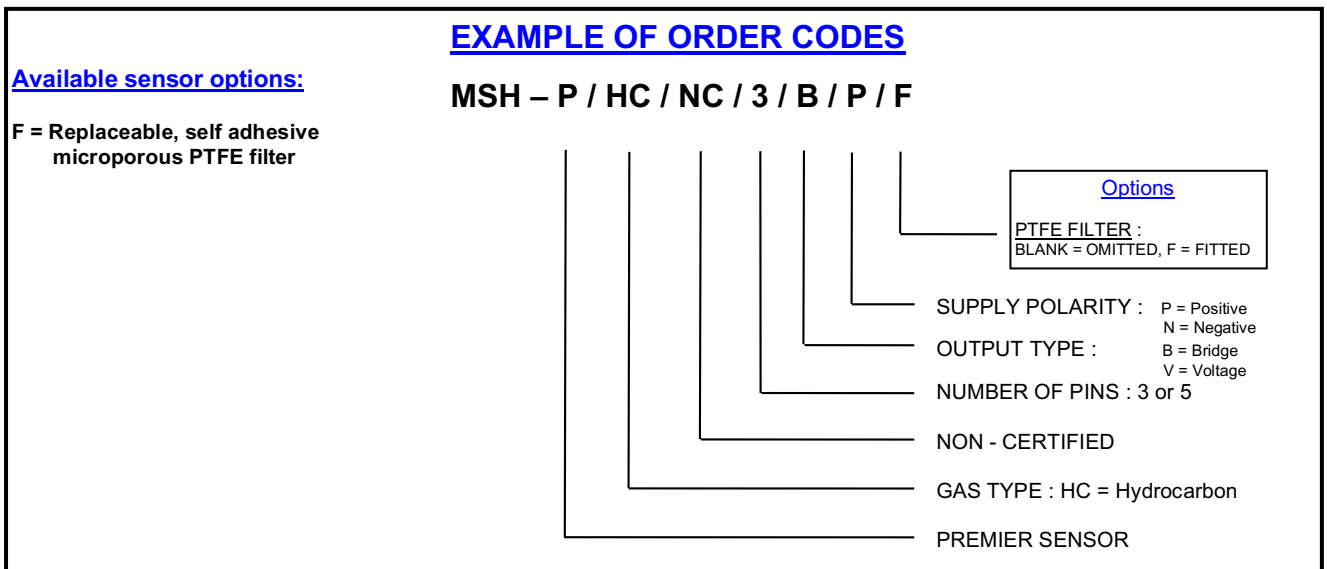 EXAMPLE OF ORDER CODES
Available sensor options:
MSH – P / HC / NC / 3 / B / P / F
F = Replaceable, self adhesive
microporous PTFE filter
Options
PTFE FILTER :
BLANK = OMITTED, F = FITTED
SUPPLY POLARITY : P = Positive
N = Negative
OUTPUT TYPE : B = Bridge
V = Voltage
NUMBER OF PINS : 3 or 5
NON - CERTIFIED
GAS TYPE : HC = Hydrocarbon
PREMIER SENSOR